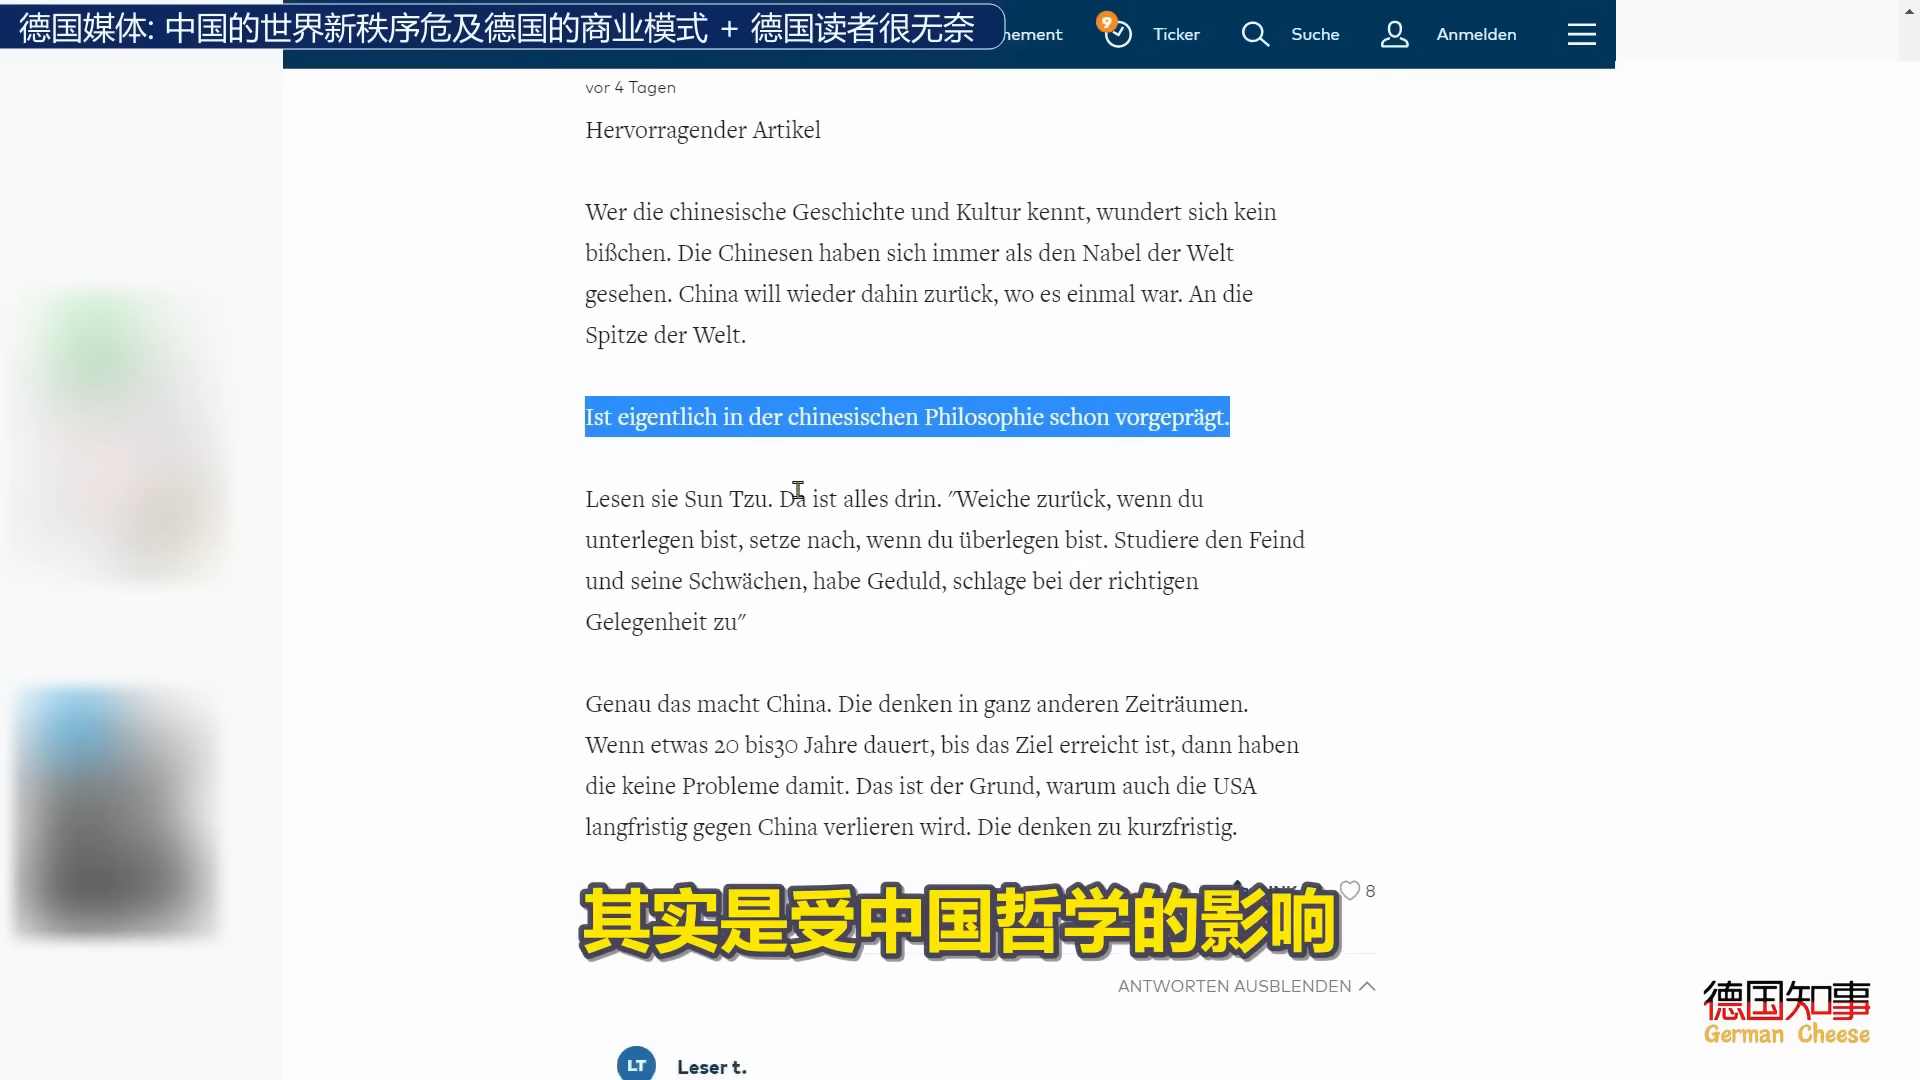 德国媒体: 中国的世界新秩序危及德国的商业模式 + 德国读者很无奈
nement
9
Ticker
Suche
Anmelden
vor 4 Tagen
Hervorragender Artikel
Wer die chinesische Geschichte und Kultur kennt, wundert sich kein
bißchen. Die Chinesen haben sich immer als den Nabel der Welt
gesehen. China will wieder dahin zurück, wo es einmal war. An die
Spitze der Welt.
Ist eigentlich in der chinesischen Philosophie schon vorgeprägt.
Lesen sie Sun Tzu. Da ist alles drin. "Weiche zurück, wenn du
unterlegen bist, setze nach, wenn du überlegen bist. Studiere den Feind
und seine Schwächen, habe Geduld, schlage bei der richtigen
Gelegenheit zu"
Genau das macht China. Die denken in ganz anderen Zeiträumen.
Wenn etwas 20 bis30 Jahre dauert, bis das Ziel erreicht ist, dann haben
die keine Probleme damit. Das ist der Grund, warum auch die USA
langfristig gegen China verlieren wird. Die denken zu kurzfristig.
8
其实是受中国哲学的影响
ANTWORTEN AUSBLENDEN
德国知事
German Cheese
LT
Leser t.